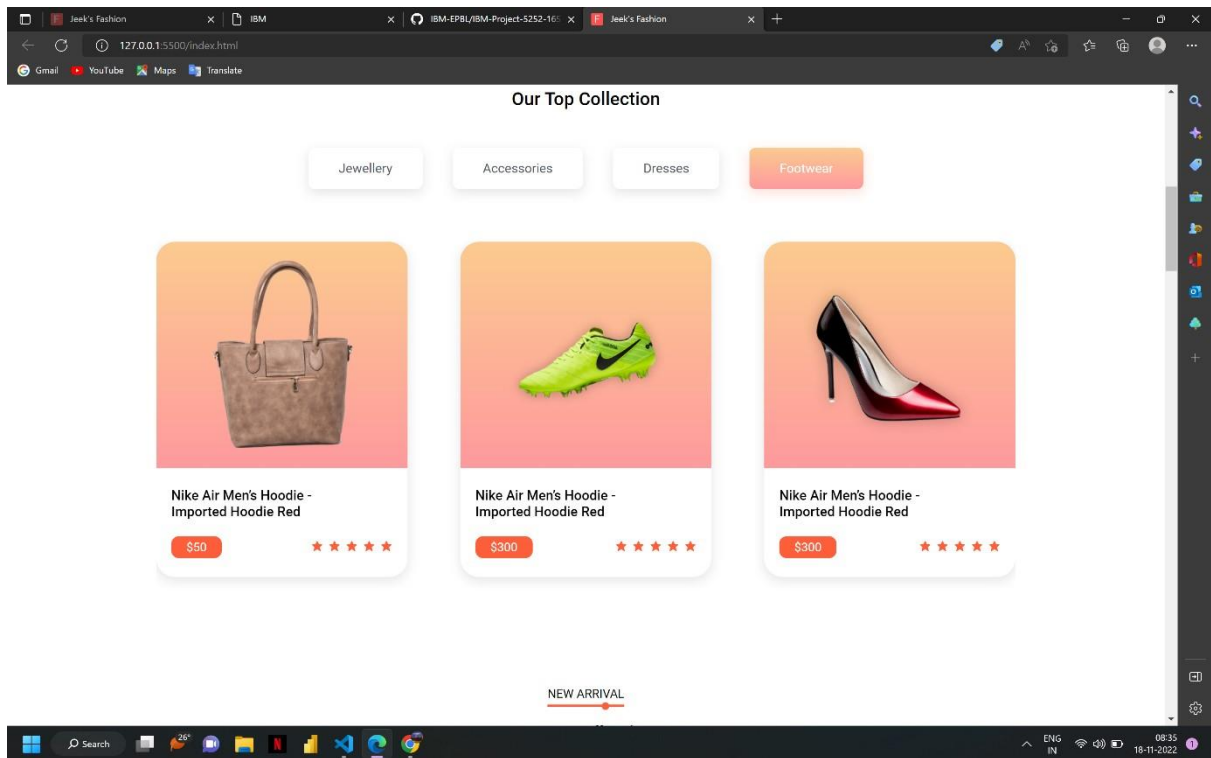 Jeek's Fashion
IBM
IBM-EPBL/IBM-Project-5252-165
Jeek's Fashion
127.0.0.1:5500/index.html
Gmail
YouTube
Maps
Translate
Our Top Collection
Jewellery
Accessories
Dresses
Footwear
Nike Air Men's Hoodie -
Imported Hoodie Red
$50
Nike Air Men's Hoodie -
Imported Hoodie Red
$300
Nike Air Men's Hoodie -
Imported Hoodie Red
$300
NEW ARRIVAL
Search
26°
ENG
IN
08:35
18-11-2022
1